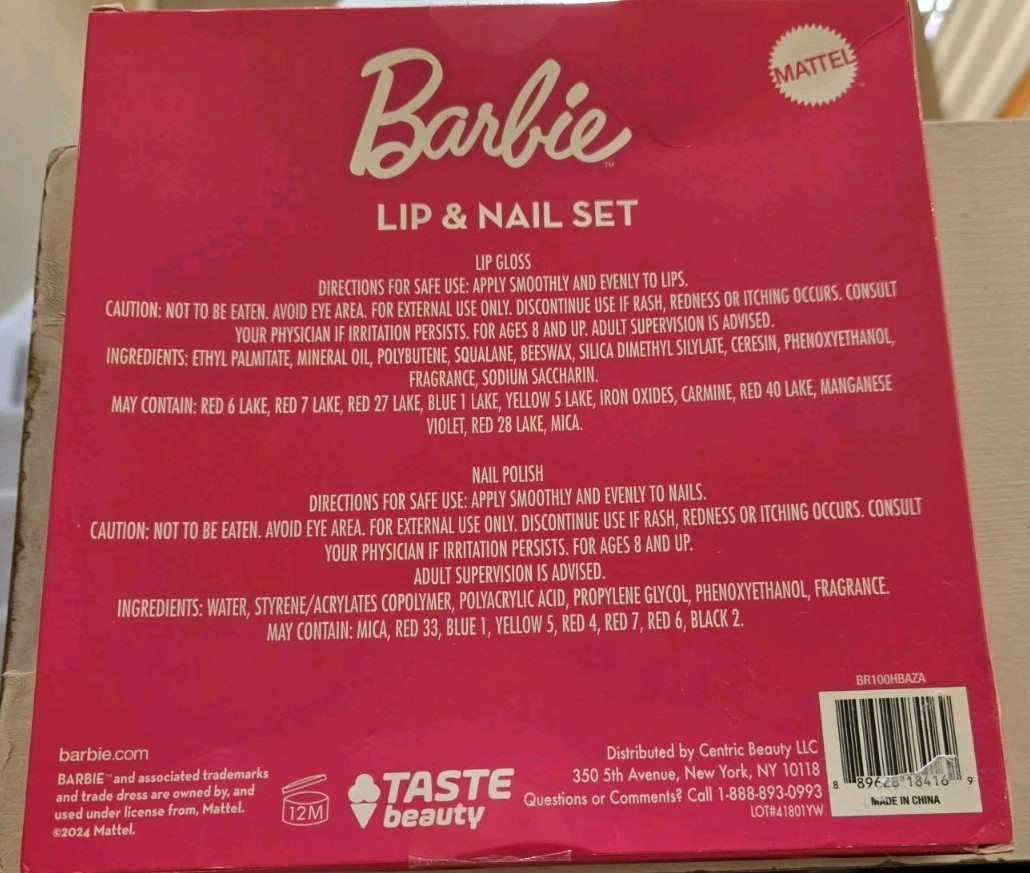 MATTEL
Barbie™
LIP & NAIL SET
LIP GLOSS
DIRECTIONS FOR SAFE USE: APPLY SMOOTHLY AND EVENLY TO LIPS.
CAUTION: NOT TO BE EATEN. AVOID EYE AREA. FOR EXTERNAL USE ONLY. DISCONTINUE USE IF RASH, REDNESS OR ITCHING OCCURS. CONSULT
YOUR PHYSICIAN IF IRRITATION PERSISTS. FOR AGES 8 AND UP. ADULT SUPERVISION IS ADVISED.
INGREDIENTS: ETHYL PALMITATE, MINERAL OIL, POLYBUTENE, SQUALANE, BEESWAX, SILICA DIMETHYL SILYLATE, CERESIN, PHENOXYETHANOL,
FRAGRANCE, SODIUM SACCHARIN.
MAY CONTAIN: RED 6 LAKE, RED 7 LAKE, RED 27 LAKE, BLUE 1 LAKE, YELLOW 5 LAKE, IRON OXIDES, CARMINE, RED 40 LAKE, MANGANESE
VIOLET, RED 28 LAKE, MICA.
NAIL POLISH
DIRECTIONS FOR SAFE USE: APPLY SMOOTHLY AND EVENLY TO NAILS.
CAUTION: NOT TO BE EATEN. AVOID EYE AREA. FOR EXTERNAL USE ONLY. DISCONTINUE USE IF RASH, REDNESS OR ITCHING OCCURS. CONSULT
YOUR PHYSICIAN IF IRRITATION PERSISTS. FOR AGES 8 AND UP.
ADULT SUPERVISION IS ADVISED.
INGREDIENTS: WATER, STYRENE/ACRYLATES COPOLYMER, POLYACRYLIC ACID, PROPYLENE GLYCOL, PHENOXYETHANOL, FRAGRANCE.
MAY CONTAIN: MICA, RED 33, BLUE 1, YELLOW 5, RED 4, RED 7, RED 6, BLACK 2.
barbie.com
BARBIE™ and associated trademarks
and trade dress are owned by, and
used under license from, Mattel.
©2024 Mattel.
12M
TASTE
beauty
Distributed by Centric Beauty LLC
350 5th Avenue, New York, NY 10118
Questions or Comments? Call 1-888-893-0993
LOT#41801YW
BR100HBAZA
8 89628 18416 9
MADE IN CHINA